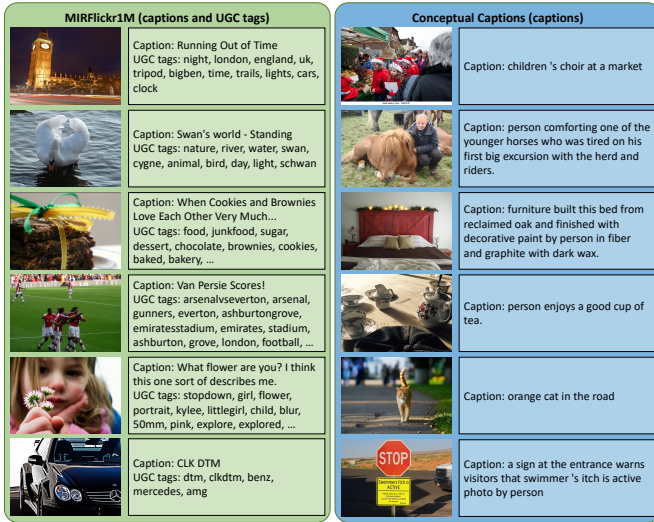 MIRFlickr1M (captions and UGC tags)
Caption: Running Out of Time
UGC tags: night, london, england, uk,
tripod, bigben, time, trails, lights, cars,
clock
Caption: Swan's world - Standing
UGC tags: nature, river, water, swan,
cygne, animal, bird, day, light, schwan
Caption: When Cookies and Brownies
Love Each Other Very Much...
UGC tags: food, junkfood, sugar,
dessert, chocolate, brownies, cookies,
baked, bakery, ...
Caption: Van Persie Scores!
UGC tags: arsenalvseverton, arsenal,
gunners, everton, ashburtongrove,
emiratesstadium, emirates, stadium,
ashburton, grove, london, football, ...
Caption: What flower are you? I think
this one sort of describes me.
UGC tags: stopdown, girl, flower,
portrait, kylee, littlegirl, child, blur,
50mm, pink, explore, explored, ...
Caption: CLK DTM
UGC tags: dtm, clkdtm, benz,
mercedes, amg
Conceptual Captions (captions)
Caption: children 's choir at a market
Caption: person comforting one of the
younger horses who was tired on his
first big excursion with the herd and
riders.
Caption: furniture built this bed from
reclaimed oak and finished with
decorative paint by person in fiber
and graphite with dark wax.
Caption: person enjoys a good cup of
tea.
Caption: orange cat in the road
STOP
Swimmers Itch is
ACTIVE
Caption: a sign at the entrance warns
visitors that swimmer 's itch is active
photo by person